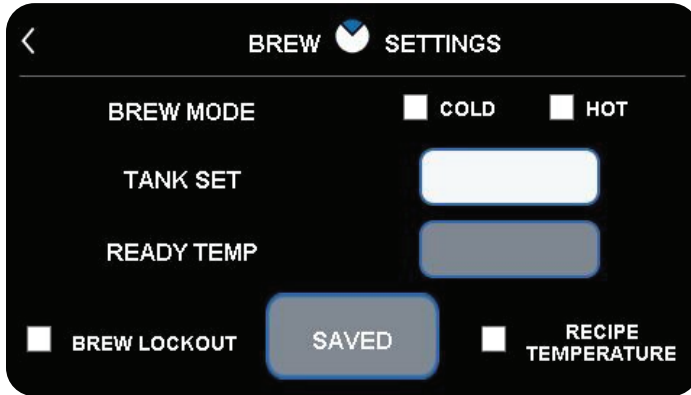 BREW SETTINGS
BREW MODE COLD HOT
TANK SET
READY TEMP
BREW LOCKOUT SAVED RECIPE
TEMPERATURE